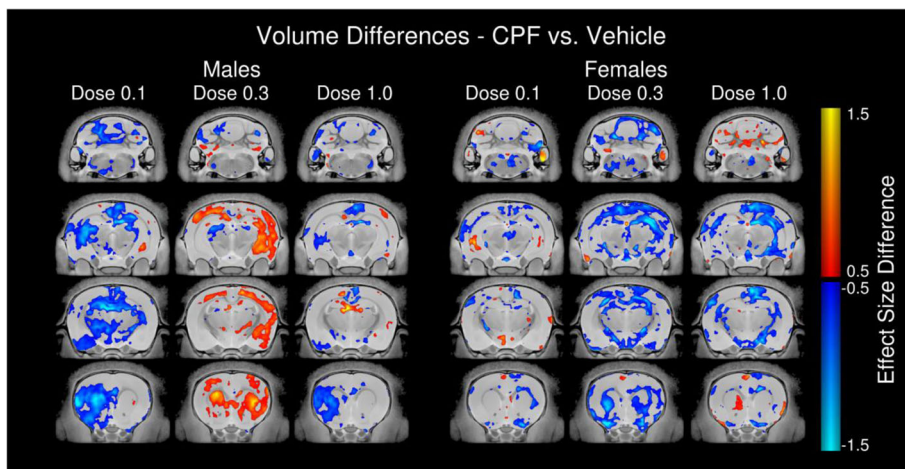 Volume Differences - CPF vs. Vehicle
Males
Females
Dose 0.1
Dose 0.3
Dose 1.0
Dose 0.1
Dose 0.3
Dose 1.0
1.5
0.5
-0.5
-1.5
Effect Size Difference